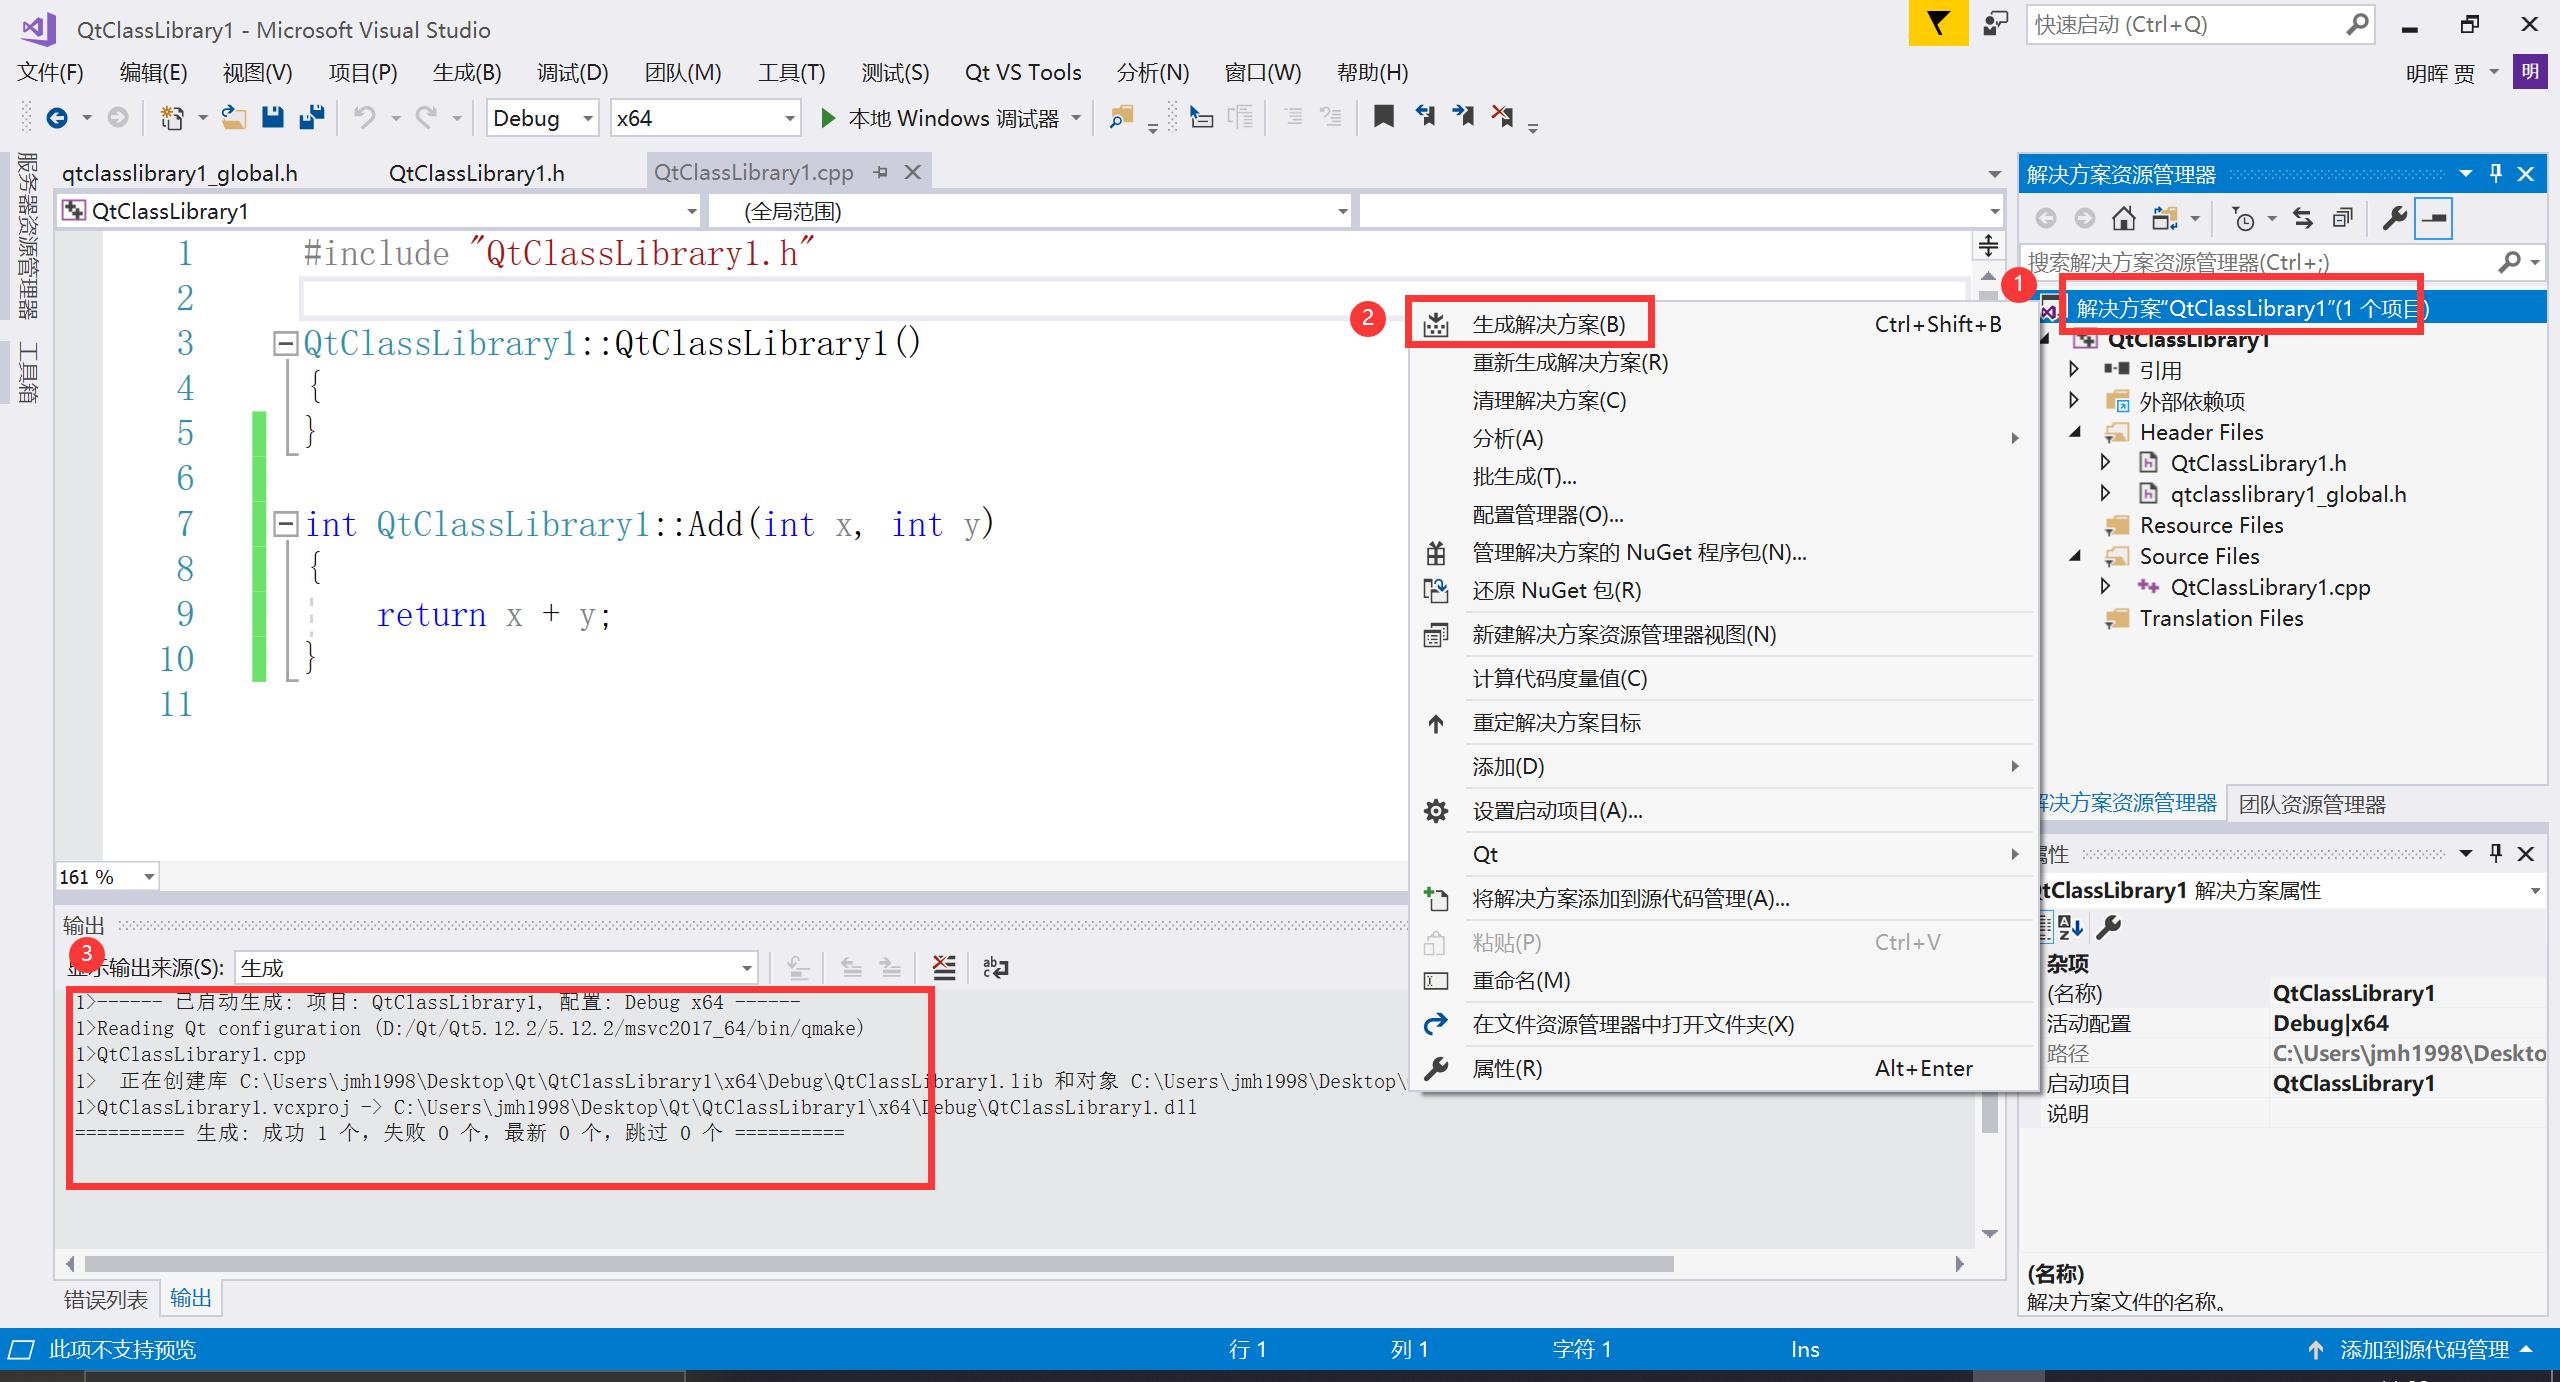 QtClassLibrary1 - Microsoft Visual Studio
快速启动 (Ctrl+Q)
文件(F) 编辑(E) 视图(V) 项目(P) 生成(B) 调试(D) 团队(M) 工具(T) 测试(S) Qt VS Tools 分析(N) 窗口(W) 帮助(H)
明晖 贾 明
Debug x64 本地 Windows 调试器
服务器资源管理器
工具箱
qtclasslibrary1_global.h QtClassLibrary1.h QtClassLibrary1.cpp
QtClassLibrary1 (全局范围)
1 #include "QtClassLibrary1.h"
2
3 QtClassLibrary1::QtClassLibrary1()
4 {
5 }
6
7 int QtClassLibrary1::Add(int x, int y)
8 {
9 return x + y;
10 }
11
161 %
2
生成解决方案(B) Ctrl+Shift+B
重新生成解决方案(R)
清理解决方案(C)
分析(A)
批生成(T)...
配置管理器(O)...
管理解决方案的 NuGet 程序包(N)...
还原 NuGet 包(R)
新建解决方案资源管理器视图(N)
计算代码度量值(C)
重定解决方案目标
添加(D)
设置启动项目(A)...
Qt
将解决方案添加到源代码管理(A)...
粘贴(P) Ctrl+V
重命名(M)
在文件资源管理器中打开文件夹(X)
属性(R) Alt+Enter
解决方案资源管理器
搜索解决方案资源管理器(Ctrl+;)
1
解决方案“QtClassLibrary1”(1 个项目)
QtClassLibrary1
引用
外部依赖项
Header Files
QtClassLibrary1.h
qtclasslibrary1_global.h
Resource Files
Source Files
QtClassLibrary1.cpp
Translation Files
解决方案资源管理器 团队资源管理器
属性
QtClassLibrary1 解决方案属性
杂项
(名称) QtClassLibrary1
活动配置 Debug|x64
路径 C:\Users\jmh1998\Deskto
启动项目 QtClassLibrary1
说明
(名称)
解决方案文件的名称。
输出
3
显示输出来源(S): 生成
1>------ 已启动生成: 项目: QtClassLibrary1, 配置: Debug x64 ------
1>Reading Qt configuration (D:/Qt/Qt5.12.2/5.12.2/msvc2017_64/bin/qmake)
1>QtClassLibrary1.cpp
1> 正在创建库 C:\Users\jmh1998\Desktop\Qt\QtClassLibrary1\x64\Debug\QtClassLibrary1.lib 和对象 C:\Users\jmh1998\Desktop\
1>QtClassLibrary1.vcxproj -> C:\Users\jmh1998\Desktop\Qt\QtClassLibrary1\x64\Debug\QtClassLibrary1.dll
========== 生成: 成功 1 个，失败 0 个，最新 0 个，跳过 0 个 ==========
错误列表 输出
此项不支持预览 行 1 列 1 字符 1 Ins 添加到源代码管理